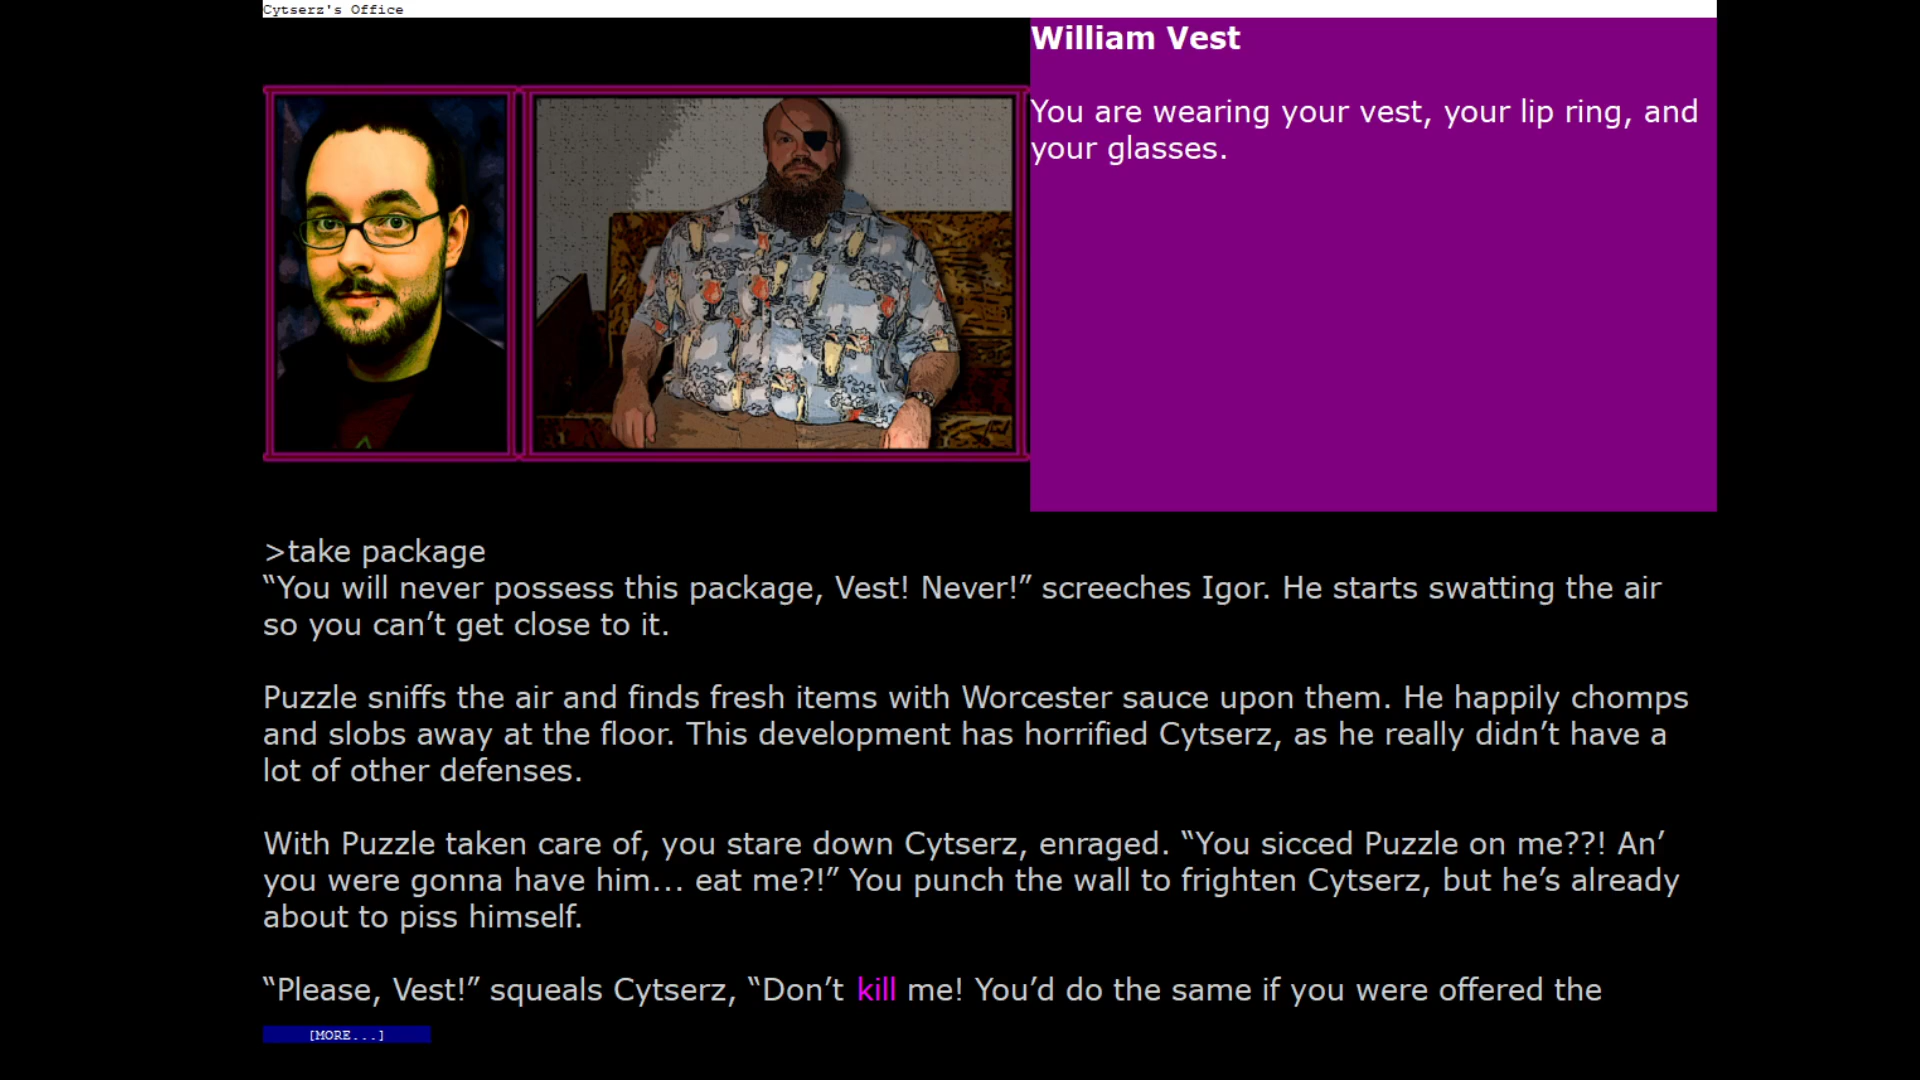 Cytserz's Office
William Vest
You are wearing your vest, your lip ring, and
your glasses.
>take package
“You will never possess this package, Vest! Never!” screeches Igor. He starts swatting the air
so you can’t get close to it.
Puzzle sniffs the air and finds fresh items with Worcester sauce upon them. He happily chomps
and slobs away at the floor. This development has horrified Cytserz, as he really didn’t have a
lot of other defenses.
With Puzzle taken care of, you stare down Cytserz, enraged. “You sicced Puzzle on me??! An’
you were gonna have him… eat me?!” You punch the wall to frighten Cytserz, but he’s already
about to piss himself.
“Please, Vest!” squeals Cytserz, “Don’t kill me! You’d do the same if you were offered the
[MORE...]